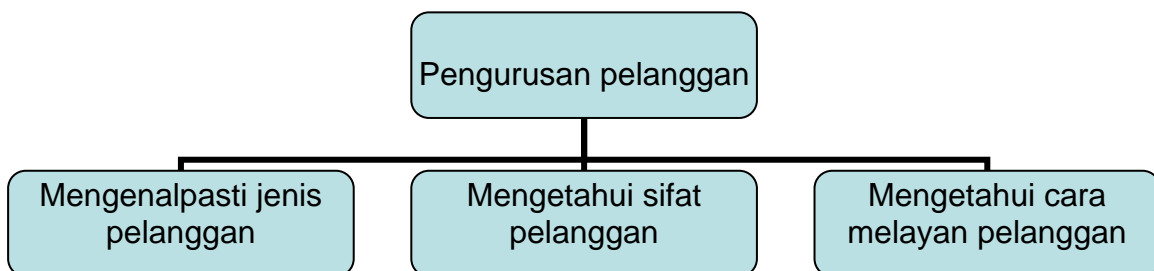 Pengurusan pelanggan
Mengenalpasti jenis
pelanggan
Mengetahui sifat
pelanggan
Mengetahui cara
melayan pelanggan